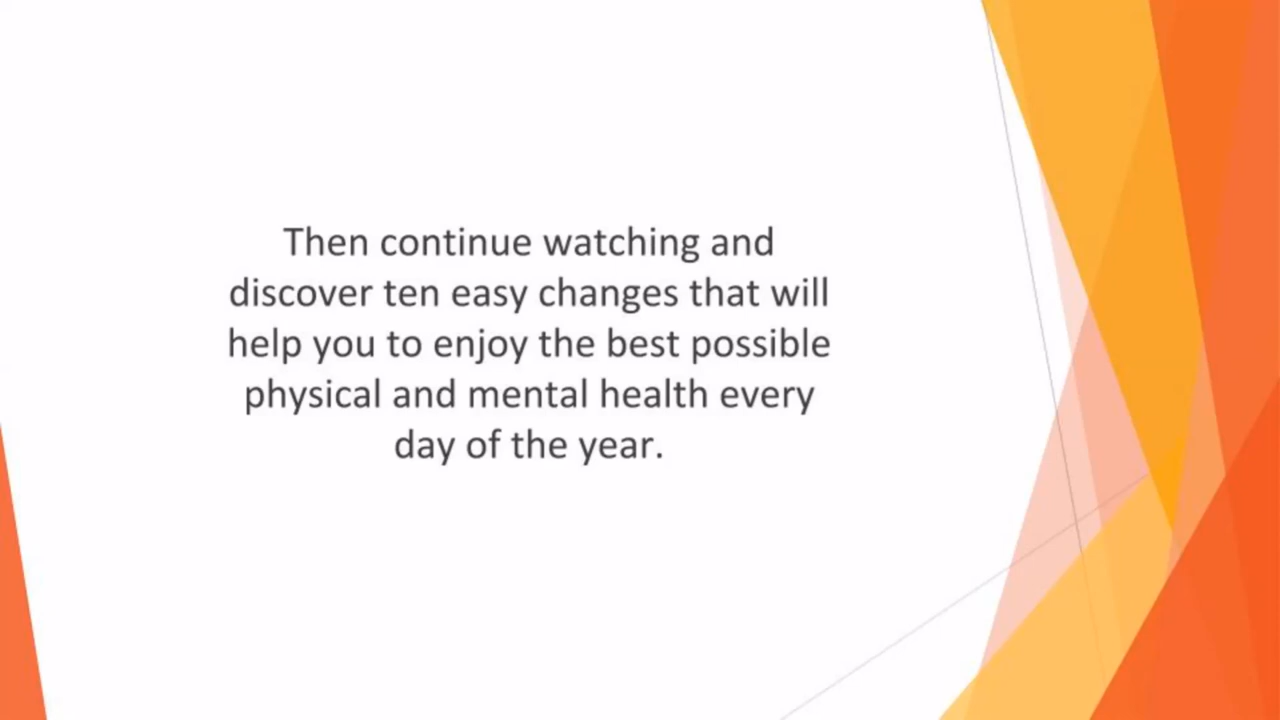 Then continue watching and
discover ten easy changes that will
help you to enjoy the best possible
physical and mental health every
day of the year.